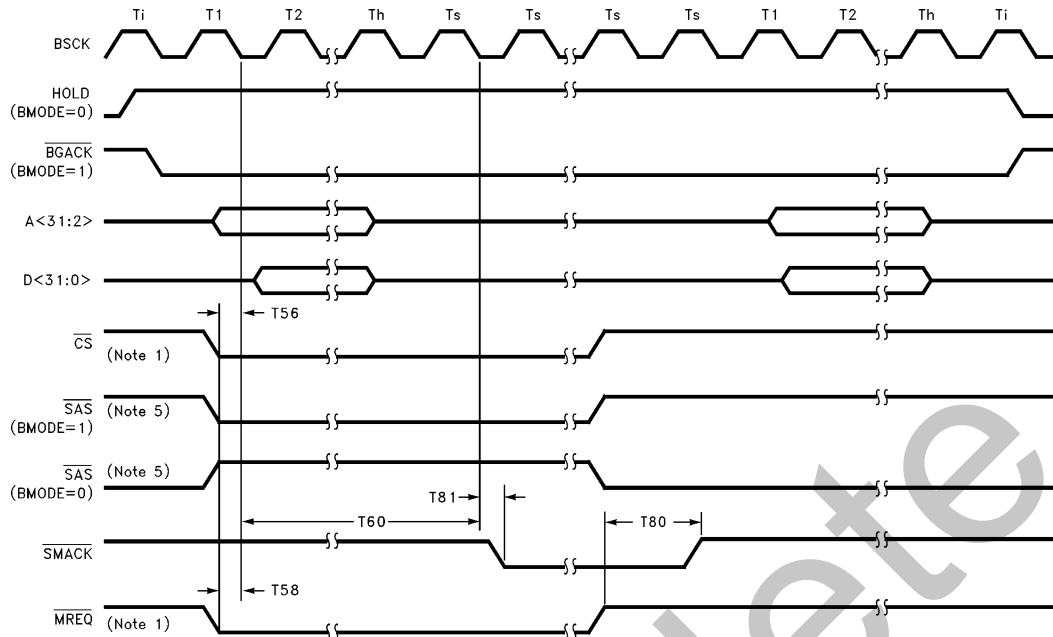 Ti T1 T2 Th Ts Ts Ts Ts T1 T2 Th Ti
BSCK
HOLD
(BMODE=0)
BGACK
(BMODE=1)
A<31:2>
D<31:0>
T56
CS (Note 1)
SAS (Note 5)
(BMODE=1)
SAS (Note 5)
(BMODE=0)
T81
T60
T80
SMACK
T58
MREQ (Note 1)
lete